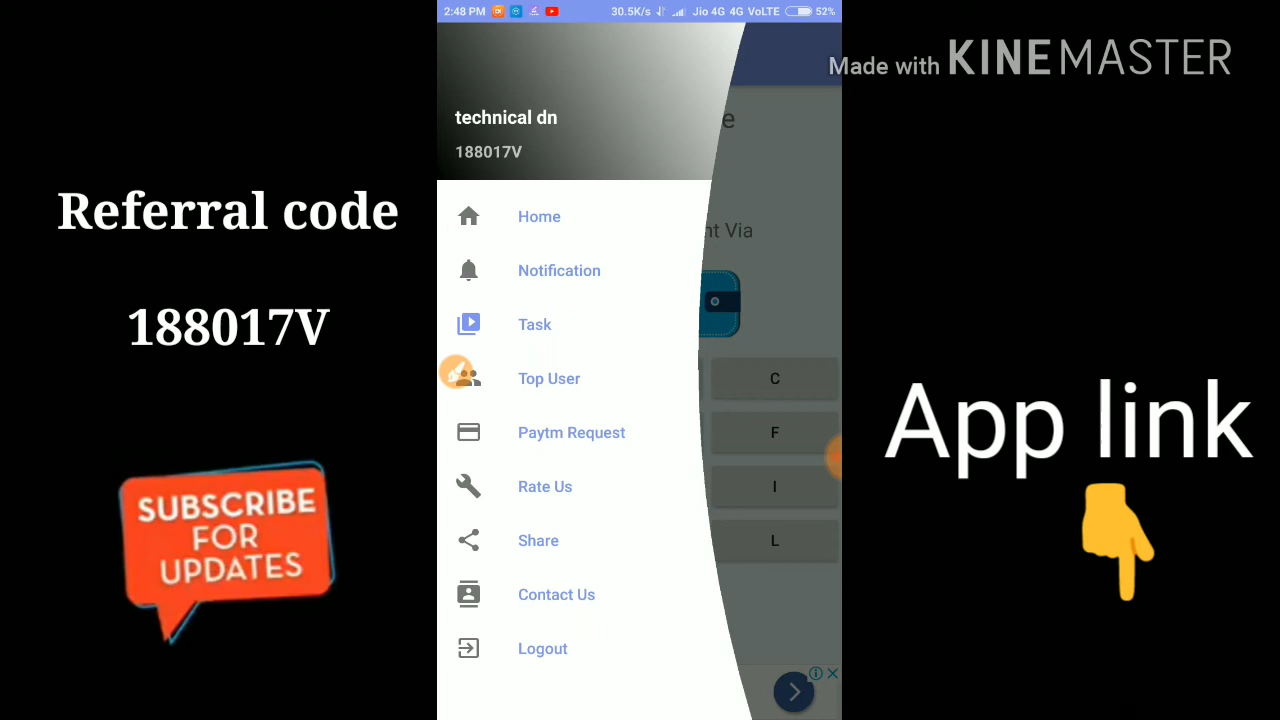 2:48 PM 30.5K/s Jio 4G 4G VoLTE 52%
Made with KINEMASTER
technical dn
188017V
Referral code
188017V
SUBSCRIBE
FOR
UPDATES
Home
Notification
Task
Top User
Paytm Request
Rate Us
Share
Contact Us
Logout
e
nt Via
C
F
I
L
App link